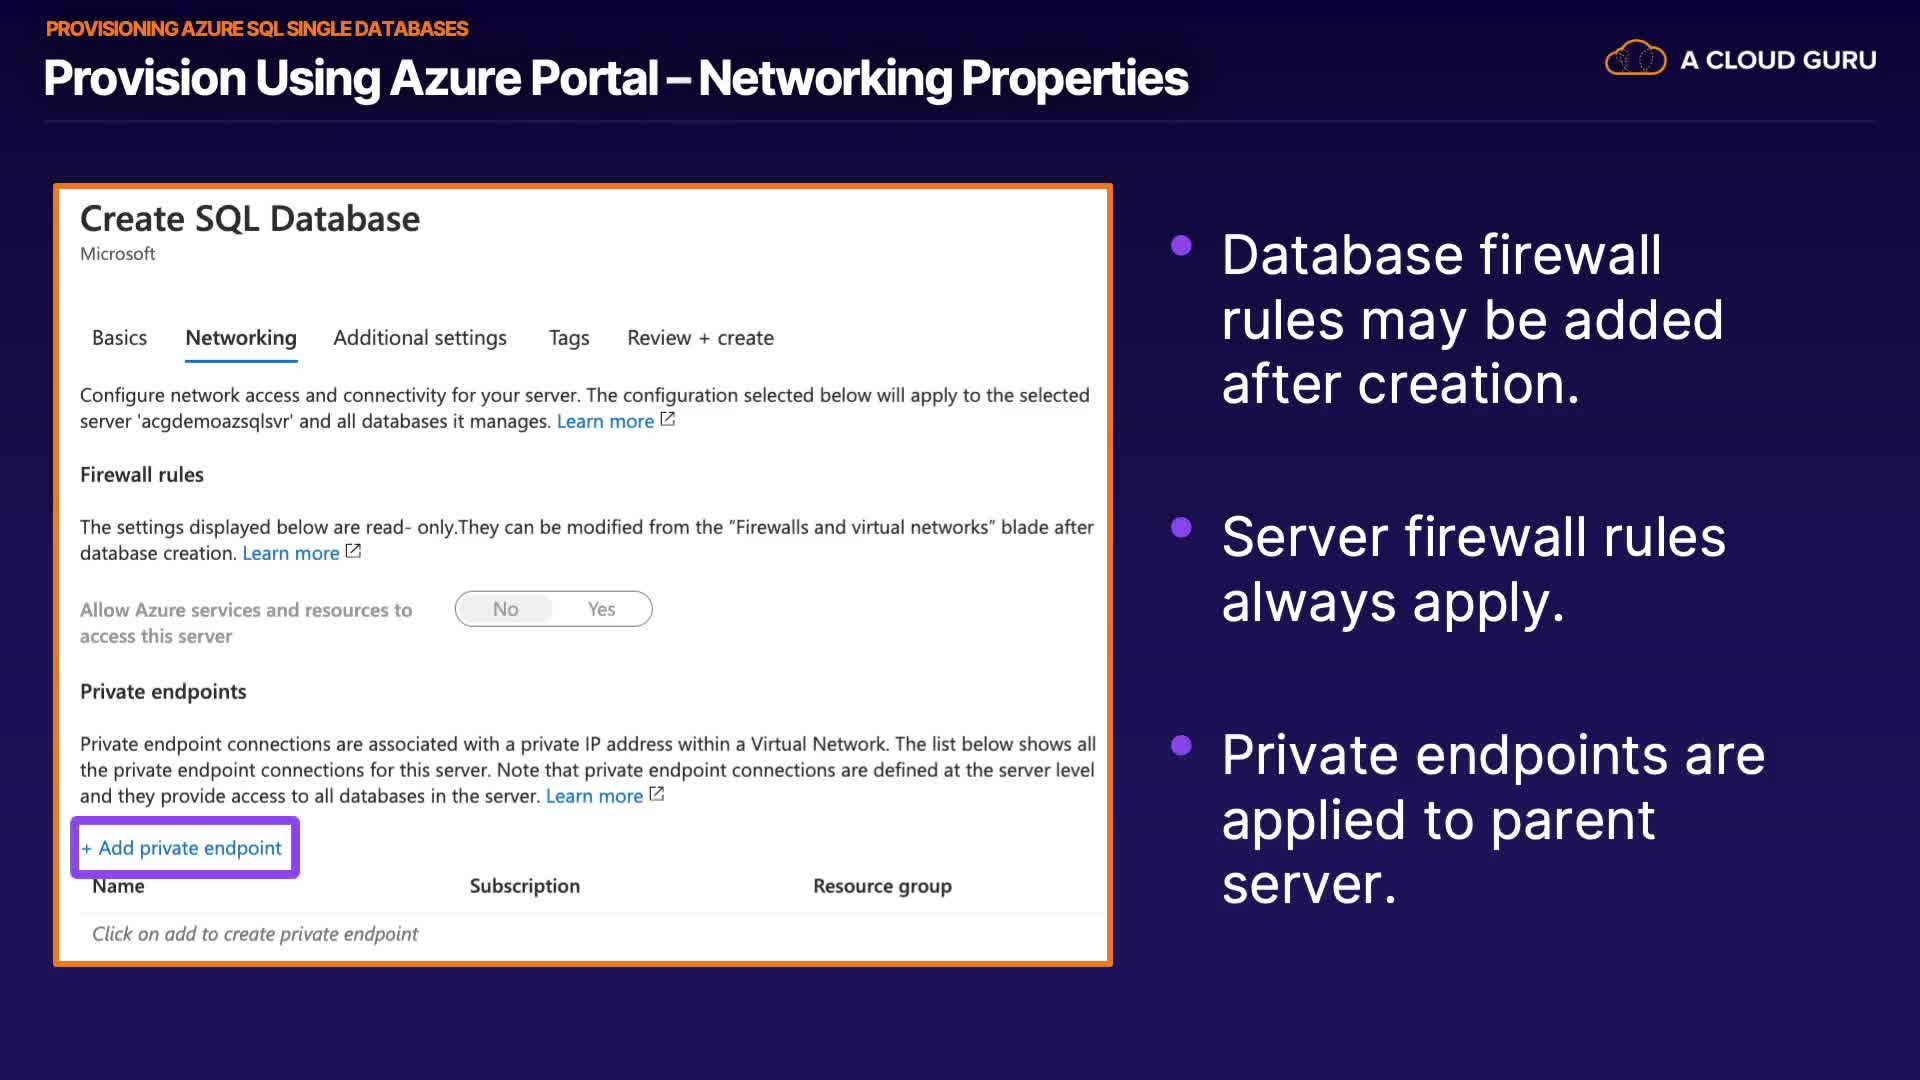 PROVISIONING AZURE SQL SINGLE DATABASES
Provision Using Azure Portal – Networking Properties
A CLOUD GURU
Create SQL Database
Microsoft
Basics Networking Additional settings Tags Review + create
Configure network access and connectivity for your server. The configuration selected below will apply to the selected
server 'acgdemoazsqlsvr' and all databases it manages. Learn more
Firewall rules
The settings displayed below are read- only.They can be modified from the “Firewalls and virtual networks” blade after
database creation. Learn more
Allow Azure services and resources to
access this server
No Yes
Private endpoints
Private endpoint connections are associated with a private IP address within a Virtual Network. The list below shows all
the private endpoint connections for this server. Note that private endpoint connections are defined at the server level
and they provide access to all databases in the server. Learn more
+ Add private endpoint
Name Subscription Resource group
Click on add to create private endpoint
Database firewall
rules may be added
after creation.
Server firewall rules
always apply.
Private endpoints are
applied to parent
server.